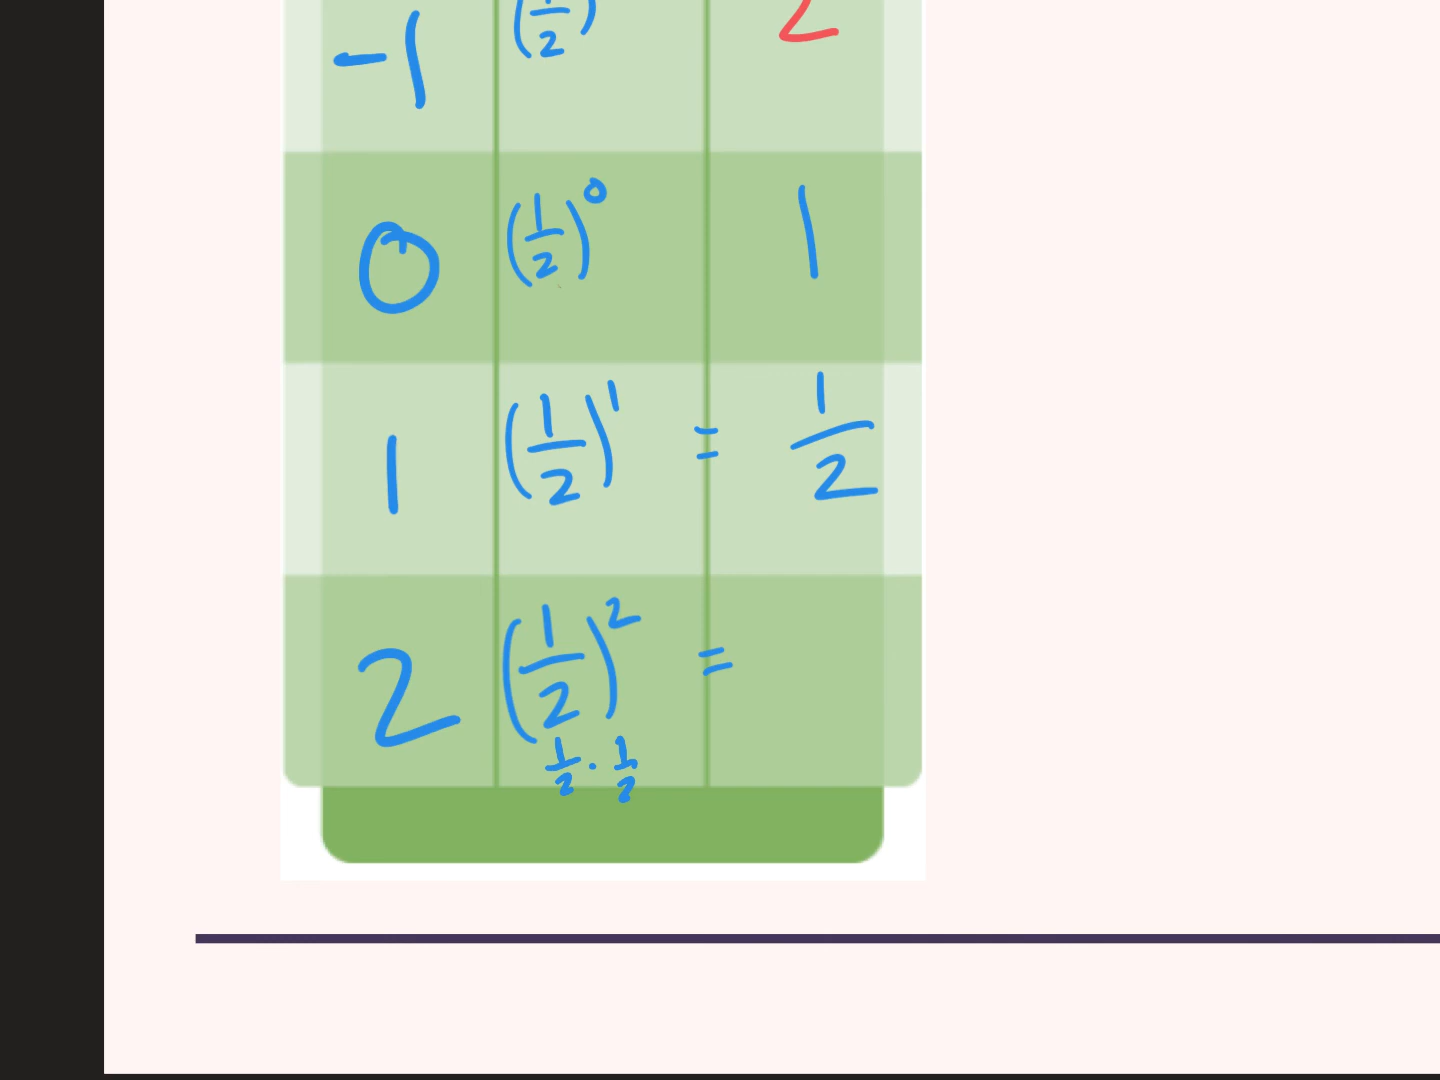 -1 (1/2) 2
0 (1/2)^0 1
1 (1/2)^1 = 1/2
2 (1/2)^2 =
1/2 · 1/2